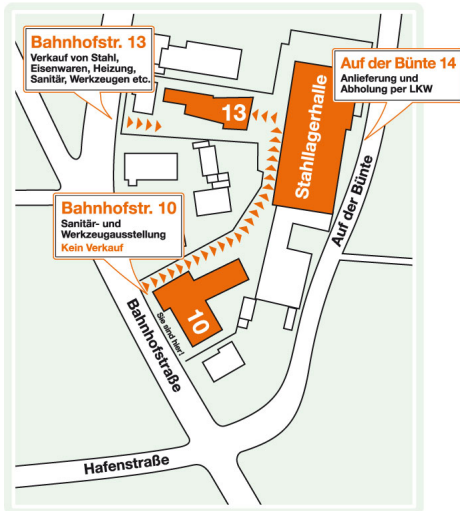 Bahnhofstr. 13
Verkauf von Stahl,
Eisenwaren, Heizung,
Sanitär, Werkzeugen etc.
Auf der Bünte 14
Anlieferung und
Abholung per LKW
13
Stahllagerhalle
Auf der Bünte
Bahnhofstr. 10
Sanitär- und
Werkzeugausstellung
Kein Verkauf
10
Sie sind hier!
Bahnhofstraße
Hafenstraße